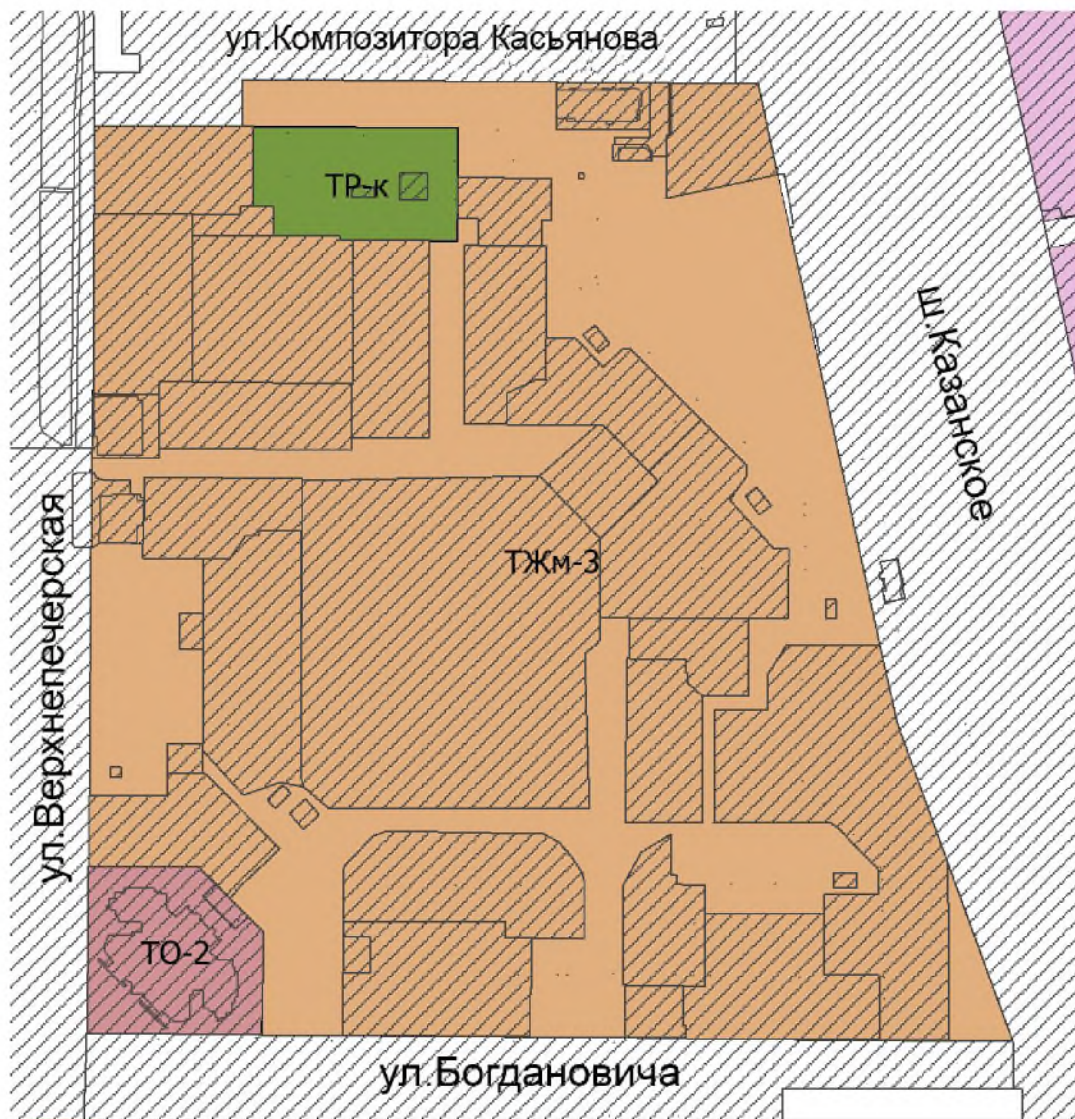 ул.Композитора Касьянова
ТР-к
ш.Казанское
ТЖм-3
ул.Верхнепечерская
ТО-2
ул.Богдановича